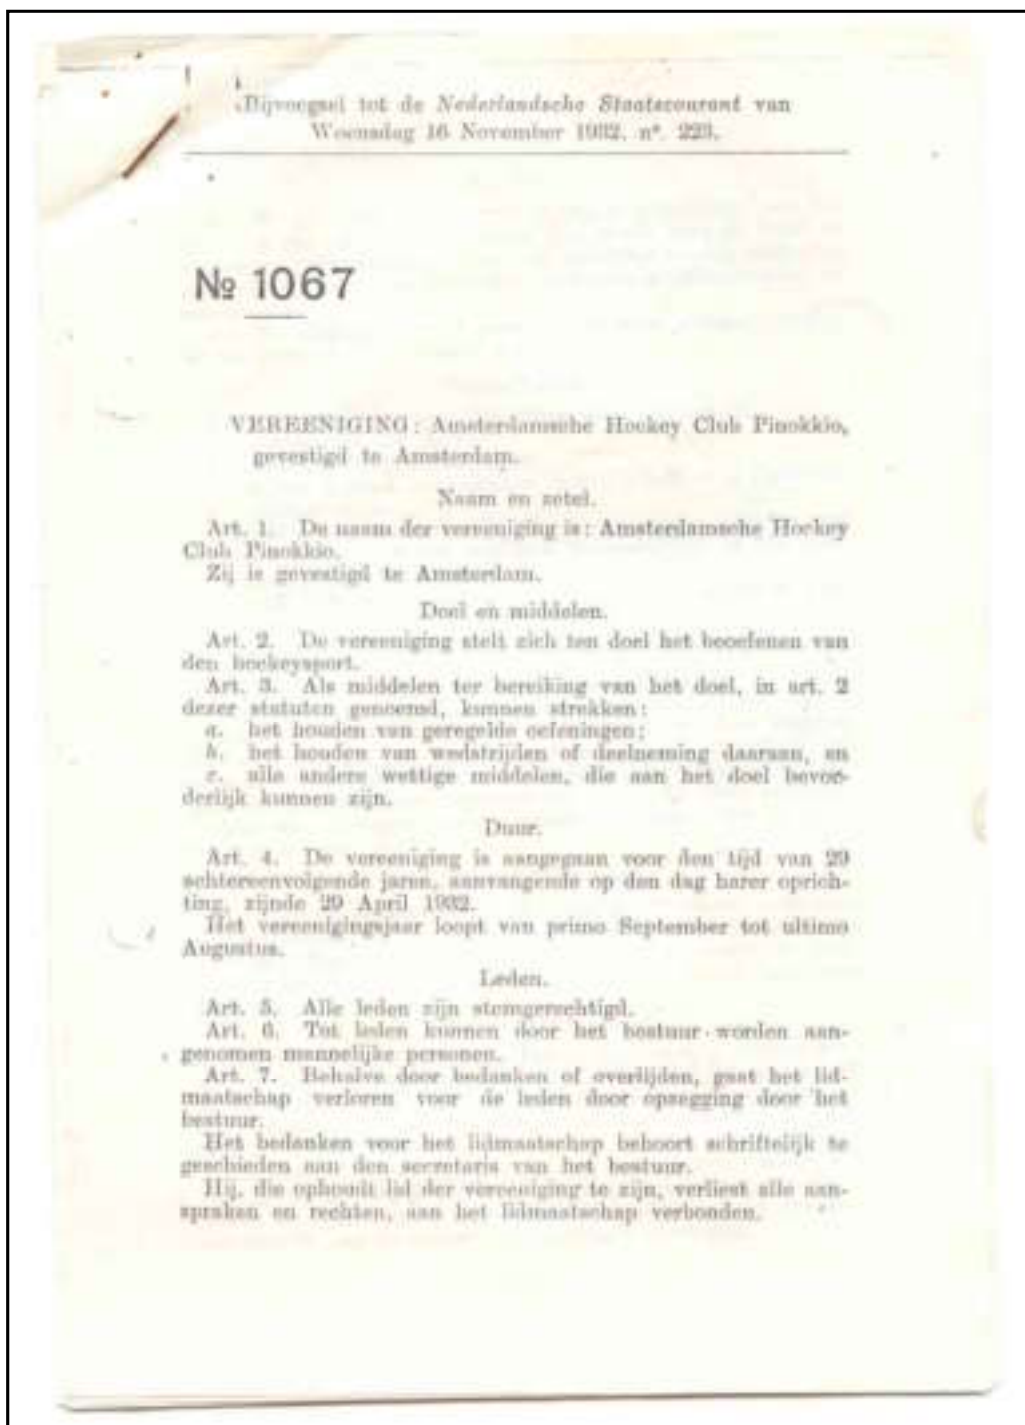 Bijvoegsel tot de Nederlandsche Staatscourant van
Woensdag 16 November 1932, n°. 223.
№ 1067
VEREENIGING: Amsterdamsche Hockey Club Pinokkio,
gevestigd te Amsterdam.
Naam en zetel.
Art. 1. De naam der vereeniging is: Amsterdamsche Hockey
Club Pinokkio.
Zij is gevestigd te Amsterdam.
Doel en middelen.
Art. 2. De vereeniging stelt zich ten doel het beoefenen van
den hockeysport.
Art. 3. Als middelen ter bereiking van het doel, in art. 2
dezer statuten genoemd, kunnen strekken:
a. het houden van geregelde oefeningen;
b. het houden van wedstrijden of deelneming daaraan, en
c. alle andere wettige middelen, die aan het doel bevor-
derlijk kunnen zijn.
Duur.
Art. 4. De vereeniging is aangegaan voor den tijd van 29
achtereenvolgende jaren, aanvangende op den dag harer oprich-
ting, zijnde 29 April 1932.
Het vereenigingsjaar loopt van primo September tot ultimo
Augustus.
Leden.
Art. 5. Alle leden zijn stemgerechtigd.
Art. 6. Tot leden kunnen door het bestuur worden aan-
genomen mannelijke personen.
Art. 7. Behalve door bedanken of overlijden, gaat het lid-
maatschap verloren voor de leden door opzegging door het
bestuur.
Het bedanken voor het lidmaatschap behoort schriftelijk te
geschieden aan den secretaris van het bestuur.
Hij, die ophoudt lid der vereeniging te zijn, verliest alle aan-
spraken en rechten, aan het lidmaatschap verbonden.